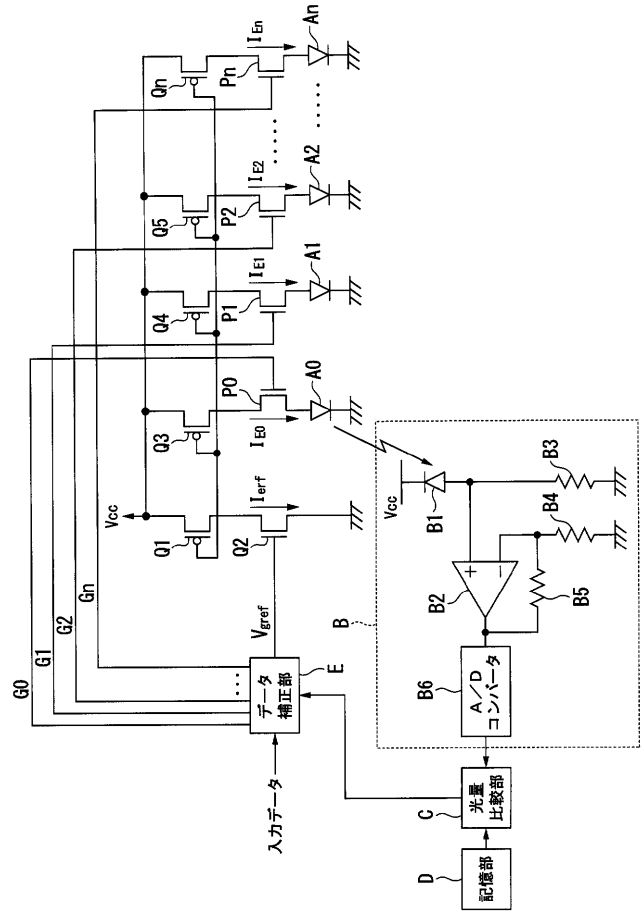 G0
G1
G2
Gn
Vcc
Q1
Q3
Q4
Q5
Qn
Q2
P0
P1
P2
Pn
Ierf
IE0
IE1
IE2
IEn
A0
A1
A2
An
・・・・・
・・・・・
Vgref
・・・
データ
補正部
E
入力データ
B
Vcc
B1
B2
+
−
B3
B4
B5
B6
A/D
コンバータ
C
光量
比較部
D
記憶部